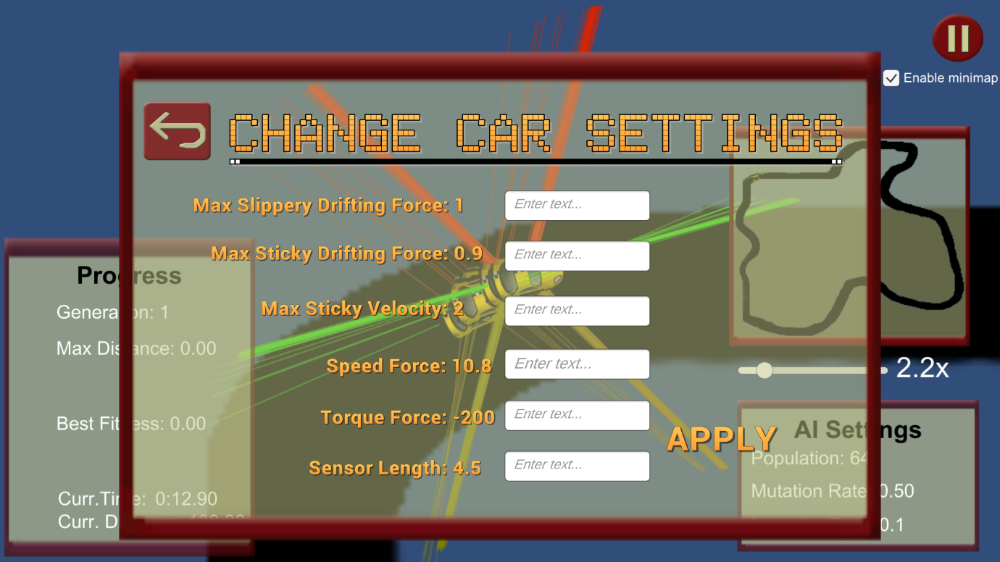 Enable minimap
CHANGE CAR SETTINGS
Max Slippery Drifting Force: 1
Enter text...
Max Sticky Drifting Force: 0.9
Enter text...
Max Sticky Velocity: 2
Enter text...
Speed Force: 10.8
Enter text...
Torque Force: -200
Enter text...
Sensor Length: 4.5
Enter text...
APPLY
Progress
Generation: 1
Max Distance: 0.00
Best Fitness: 0.00
Curr.Time: 0:12.90
Curr.
2.2x
AI Settings
Population: 64
Mutation Rate 0.50
0.1